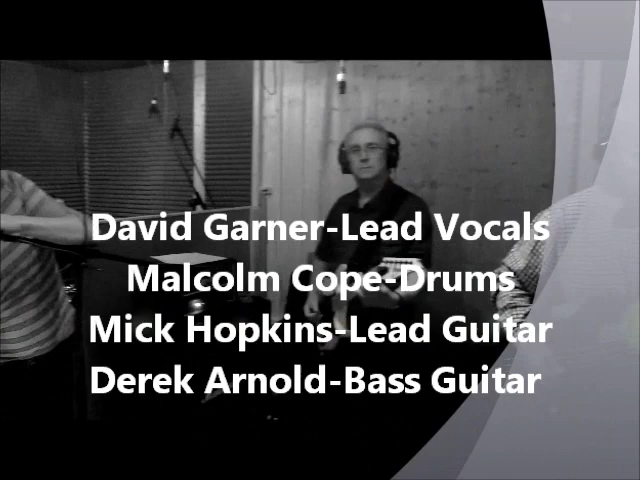 David Garner-Lead Vocals
Malcolm Cope-Drums
Mick Hopkins-Lead Guitar
Derek Arnold-Bass Guitar